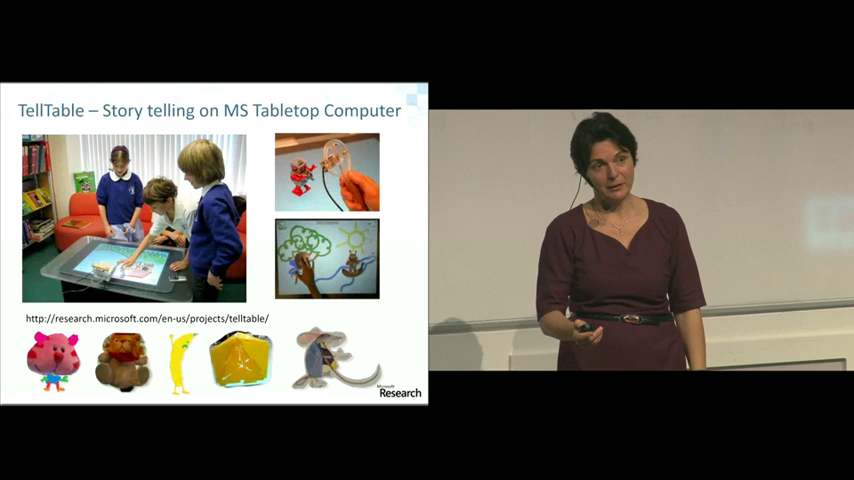 TellTable – Story telling on MS Tabletop Computer
http://research.microsoft.com/en-us/projects/telltable/
Microsoft
Research